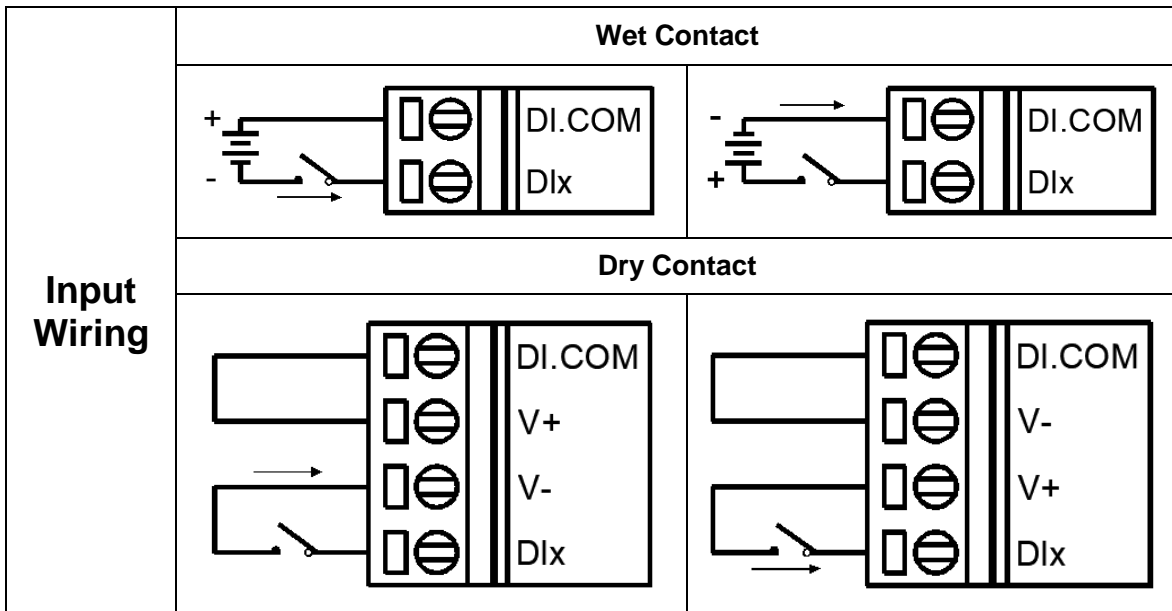 Input
Wiring
Wet Contact
+
DI.COM
-
DIx
-
DI.COM
+
DIx
Dry Contact
DI.COM
V+
V-
DIx
DI.COM
V-
V+
DIx